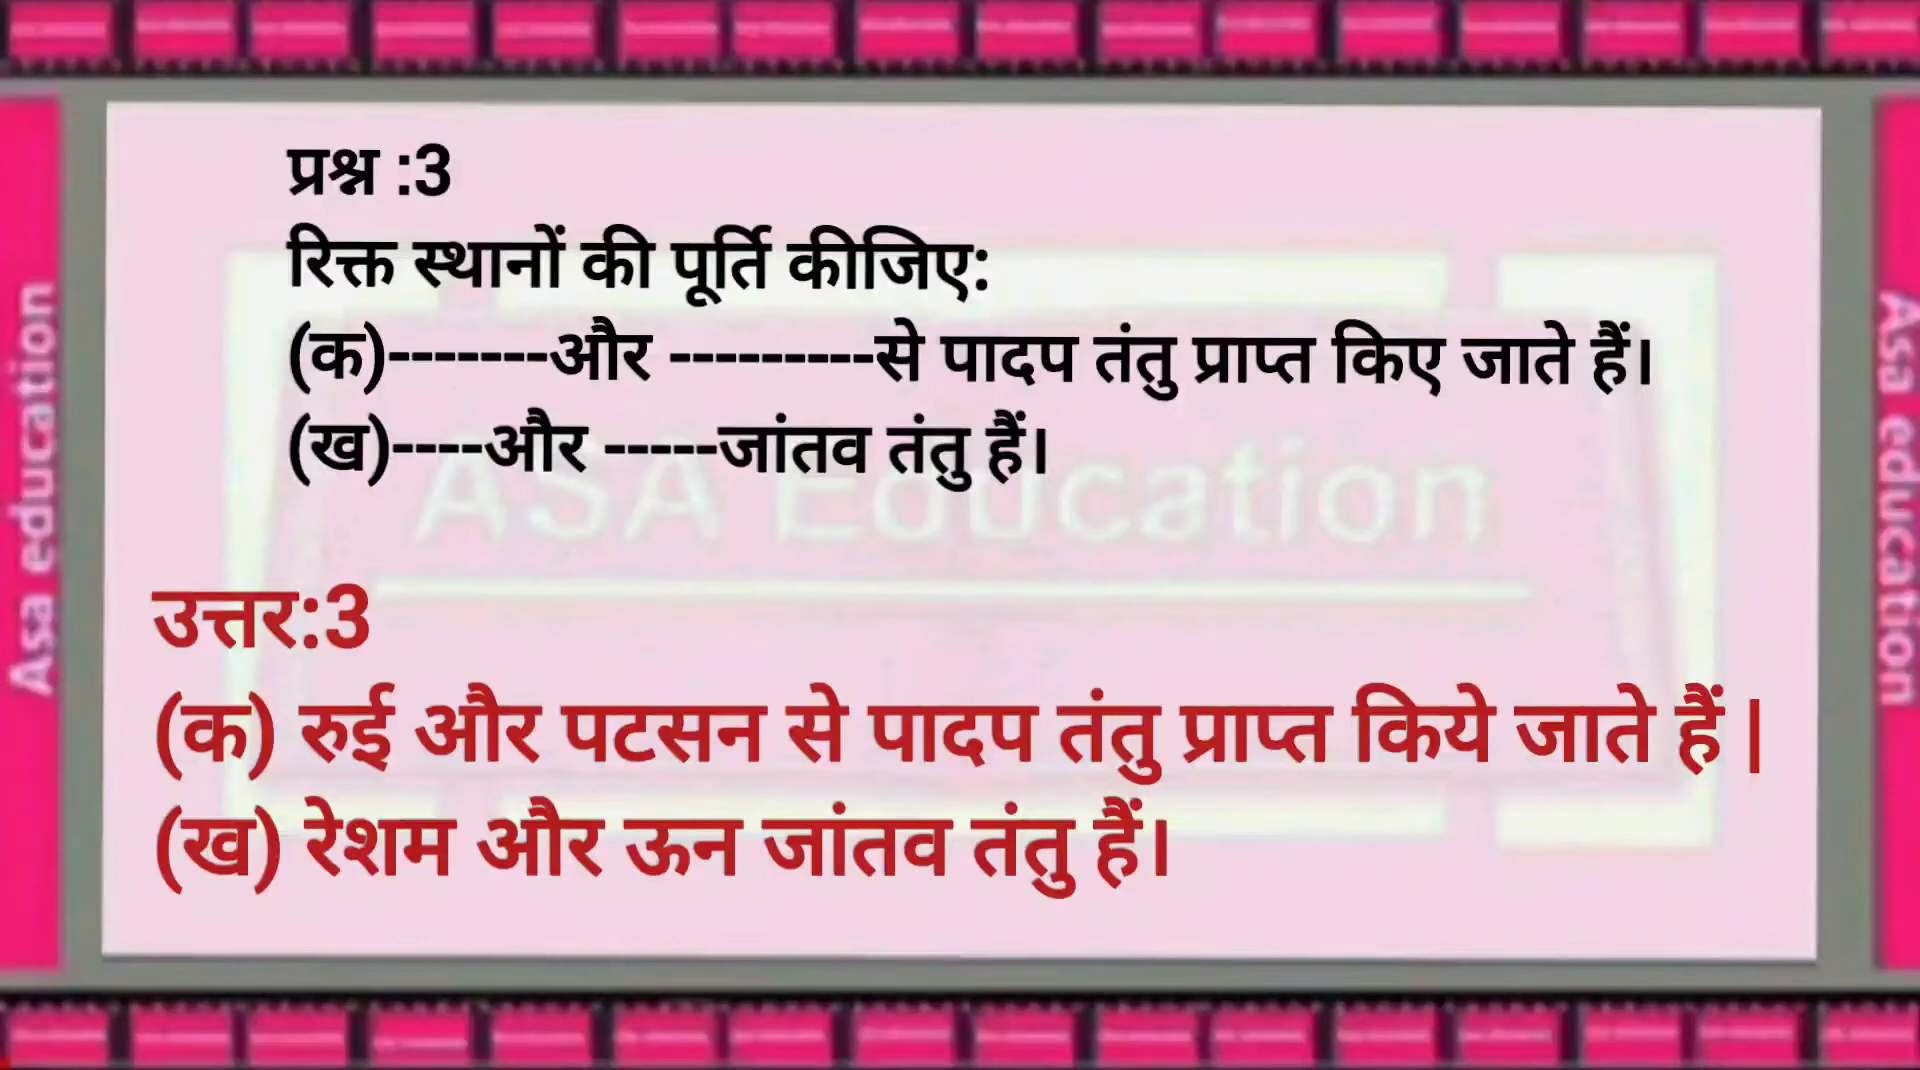 प्रश्न :3
रिक्त स्थानों की पूर्ति कीजिए:
(क)-------और ---------से पादप तंतु प्राप्त किए जाते हैं।
(ख)----और -----जांतव तंतु हैं।
ASA Education
उत्तर:3
(क) रुई और पटसन से पादप तंतु प्राप्त किये जाते हैं |
(ख) रेशम और ऊन जांतव तंतु हैं।
Asa education
Asa education